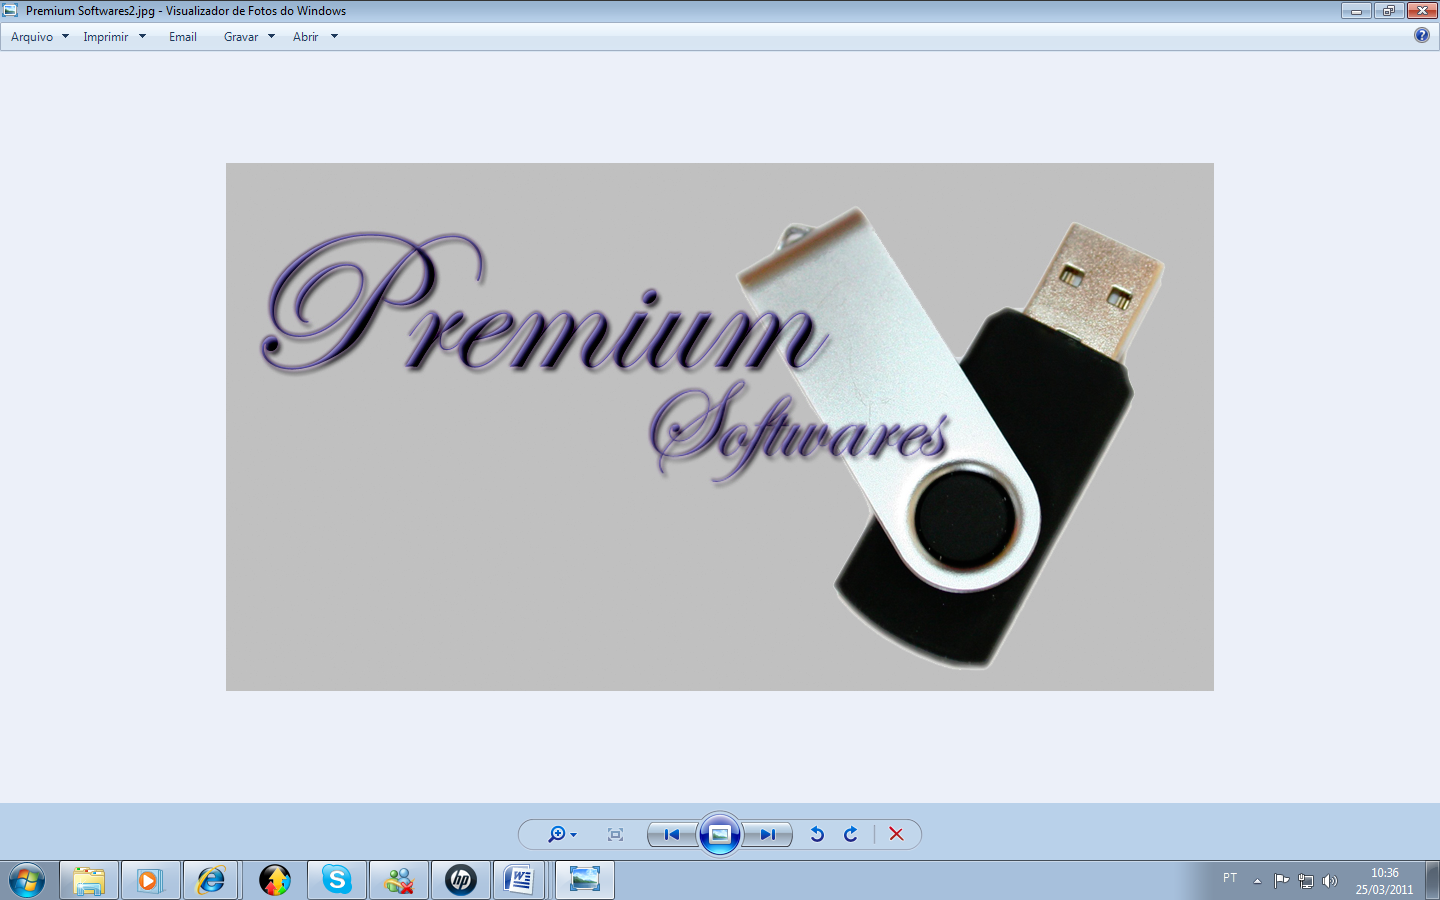 Premium Softwares2.jpg - Visualizador de Fotos do Windows
Arquivo Imprimir Email Gravar Abrir
Premium
Softwares
hp
W
PT
10:36
25/03/2011